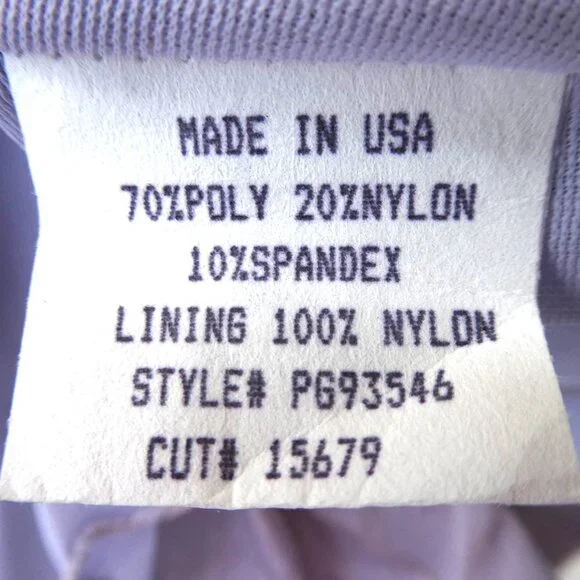 MADE IN USA
70%POLY 20%NYLON
10%SPANDEX
LINING 100% NYLON
STYLE# PG93546
CUT# 15679